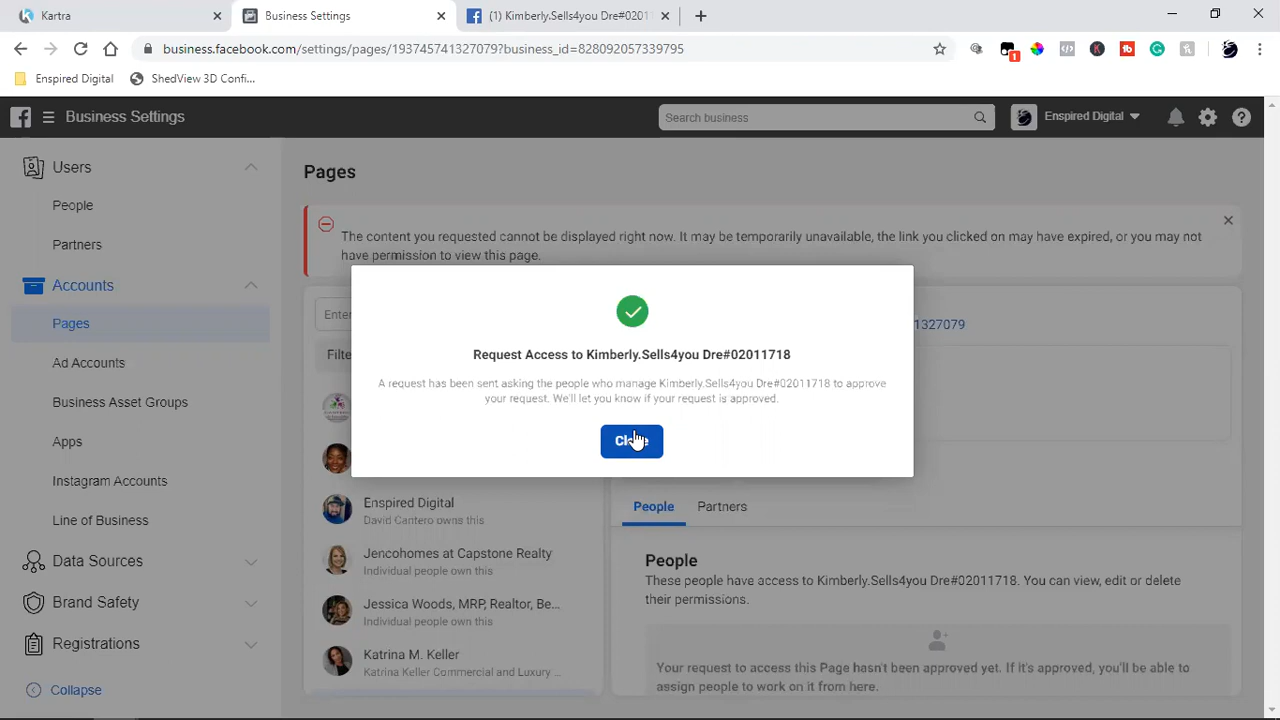 Kartra
Business Settings
(1) Kimberly.Sells4you Dre#0201
business.facebook.com/settings/pages/193745741327079?business_id=828092057339795
1
Enspired Digital
ShedView 3D Confi...
Business Settings
Search business
Enspired Digital
Users
People
Partners
Accounts
Pages
Ad Accounts
Business Asset Groups
Apps
Instagram Accounts
Line of Business
Data Sources
Brand Safety
Registrations
Collapse
Pages
The content you requested cannot be displayed right now. It may be temporarily unavailable, the link you clicked on may have expired, or you may not
have permission to view this page.
1327079
Request Access to Kimberly.Sells4you Dre#02011718
A request has been sent asking the people who manage Kimberly.Sells4you Dre#02011718 to approve
your request. We'll let you know if your request is approved.
Close
Enspired Digital
David Cantero owns this
Jencohomes at Capstone Realty
Individual people own this
Jessica Woods, MRP, Realtor, Be...
Individual people own this
Katrina M. Keller
Katrina Keller Commercial and Luxury ...
People
Partners
People
These people have access to Kimberly.Sells4you Dre#02011718. You can view, edit or delete
their permissions.
Your request to access this Page hasn't been approved yet. If it's approved, you'll be able to
assign people to work on it from here.